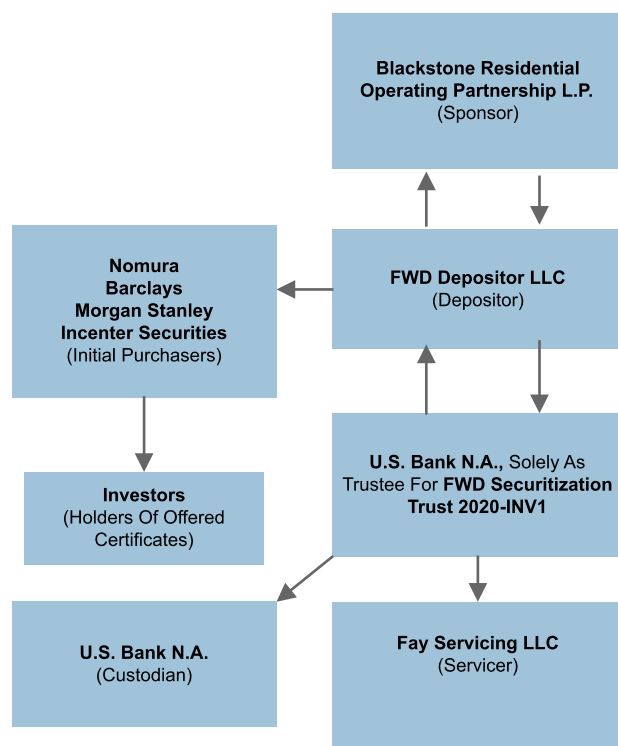 Blackstone Residential
Operating Partnership L.P.
(Sponsor)
Nomura
Barclays
Morgan Stanley
Incenter Securities
(Initial Purchasers)
FWD Depositor LLC
(Depositor)
Investors
(Holders Of Offered
Certificates)
U.S. Bank N.A., Solely As
Trustee For FWD Securitization
Trust 2020-INV1
U.S. Bank N.A.
(Custodian)
Fay Servicing LLC
(Servicer)